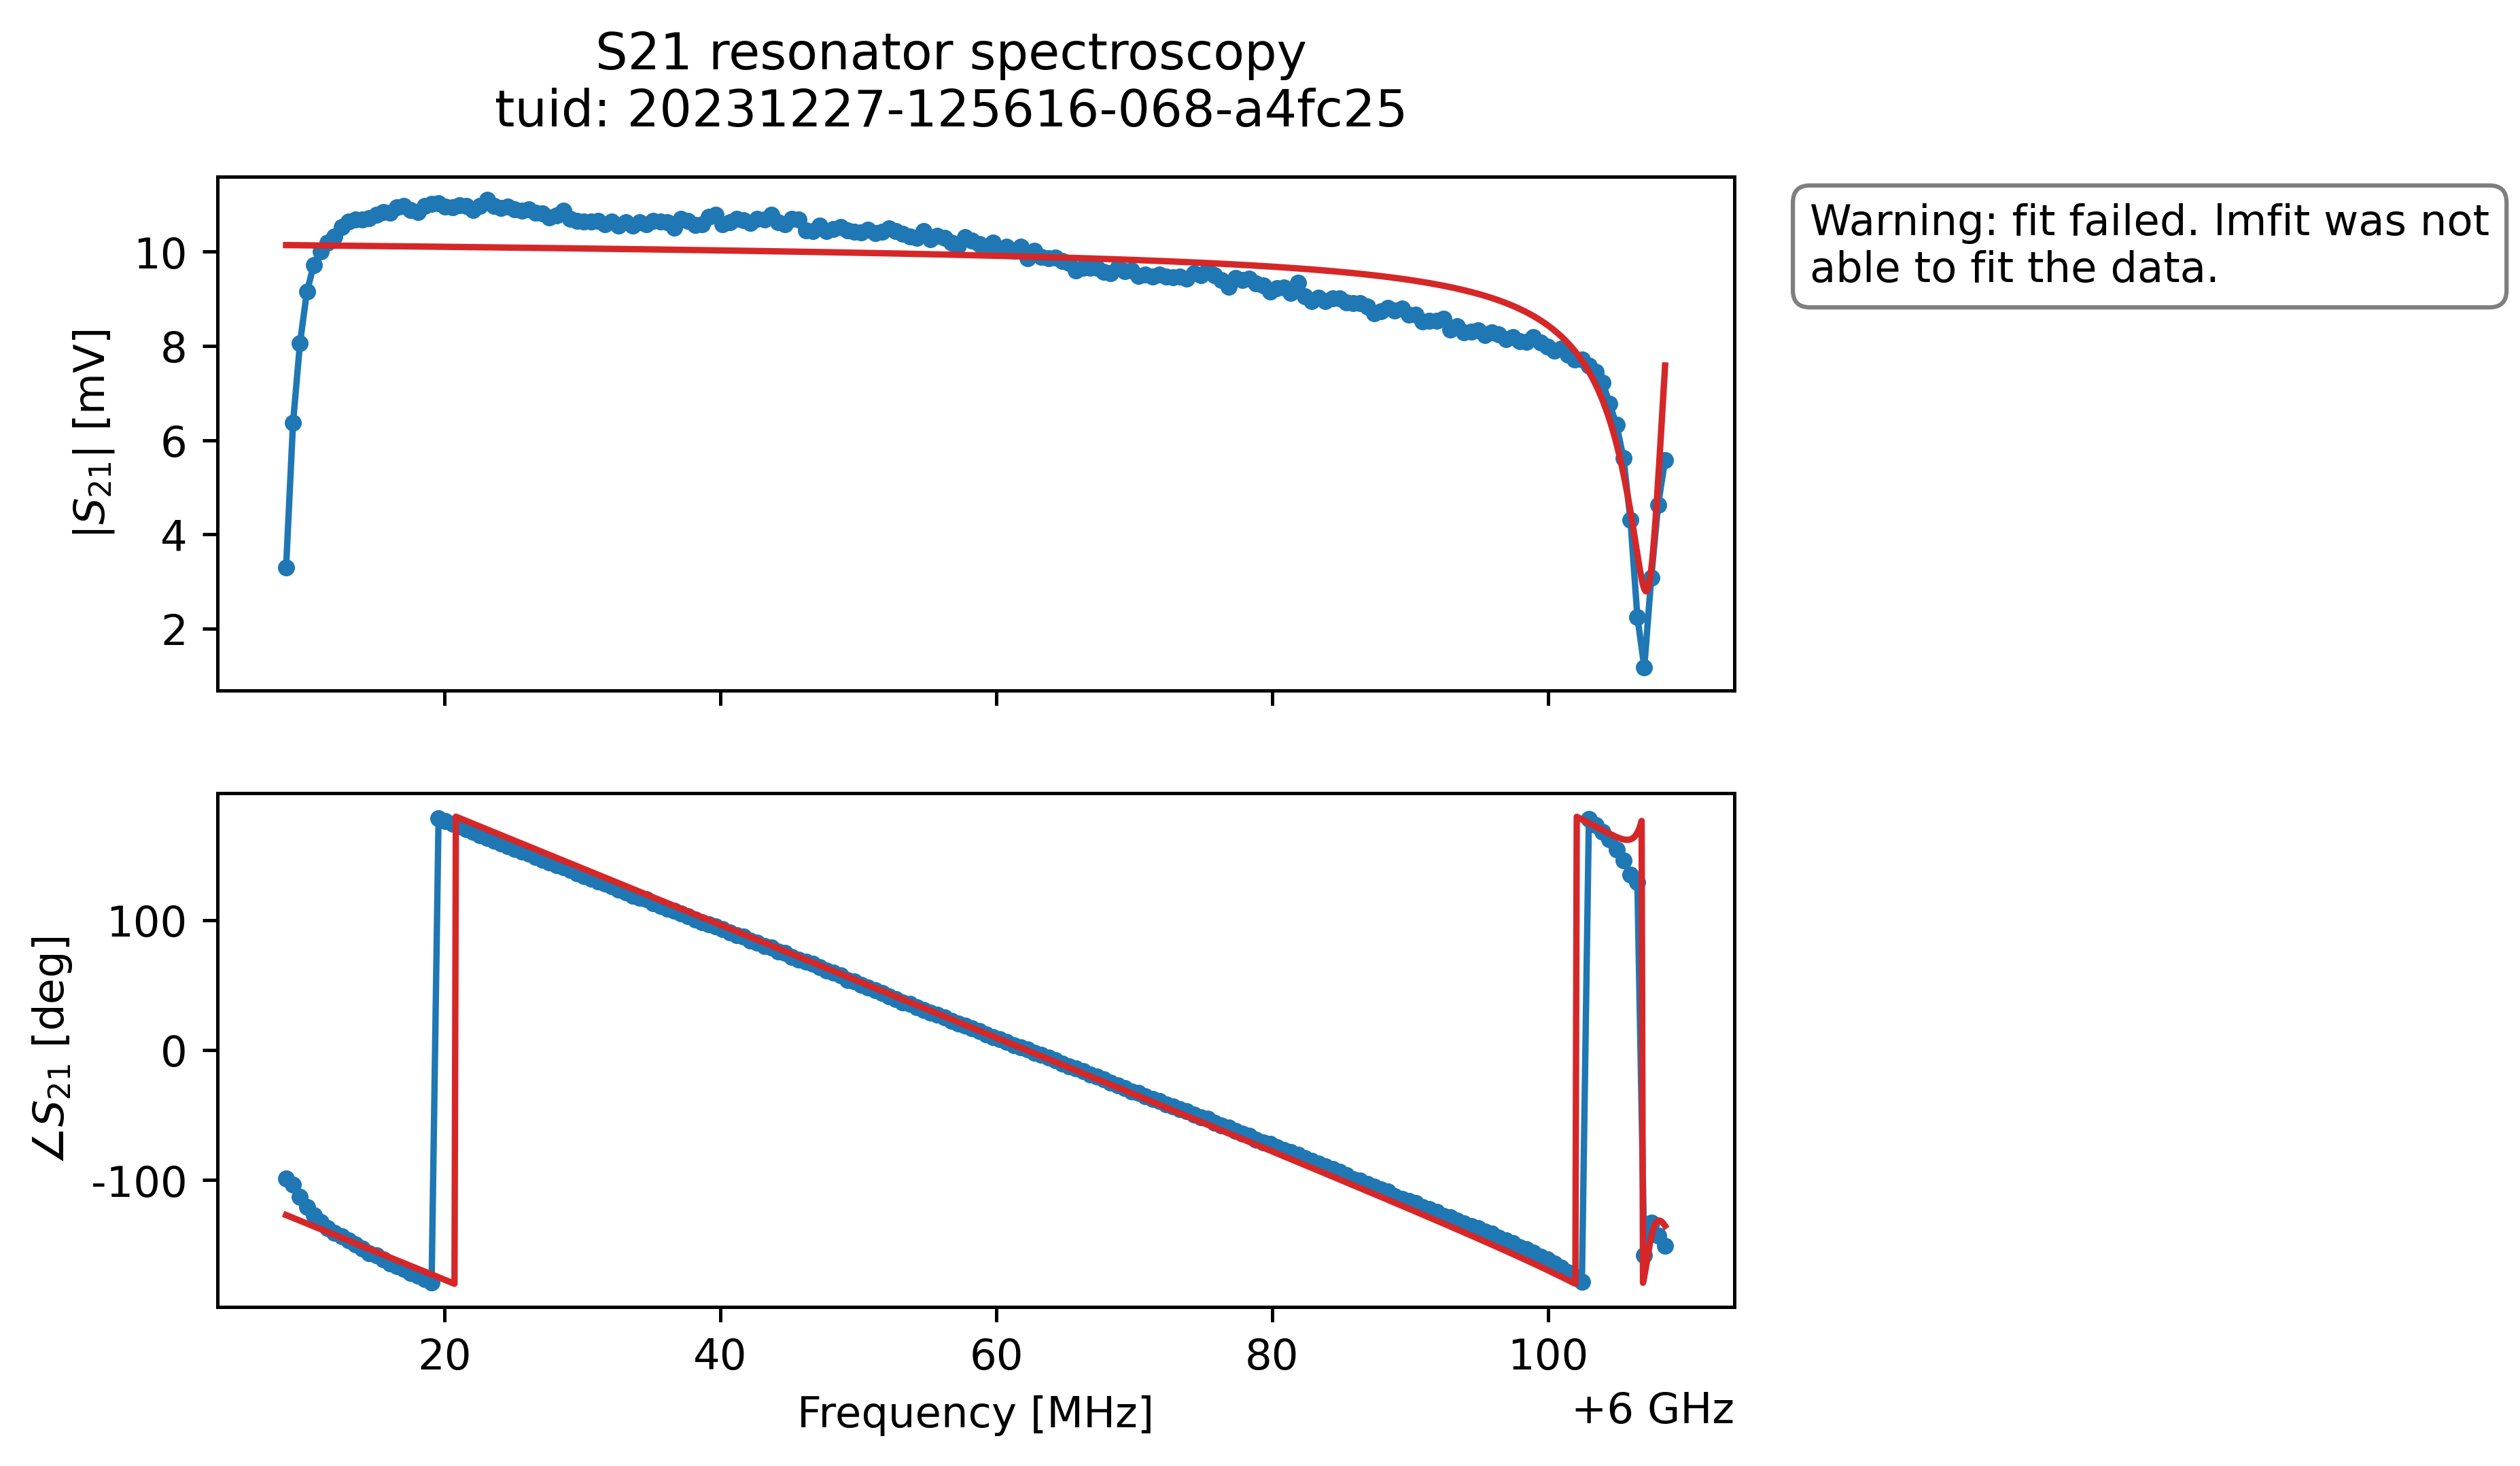 S21 resonator spectroscopy
tuid: 20231227-125616-068-a4fc25
Warning: fit failed. lmfit was not
able to fit the data.
|S21| [mV]
10
8
6
4
2
∠S21 [deg]
100
0
-100
20 40 60 80 100
Frequency [MHz]
+6 GHz